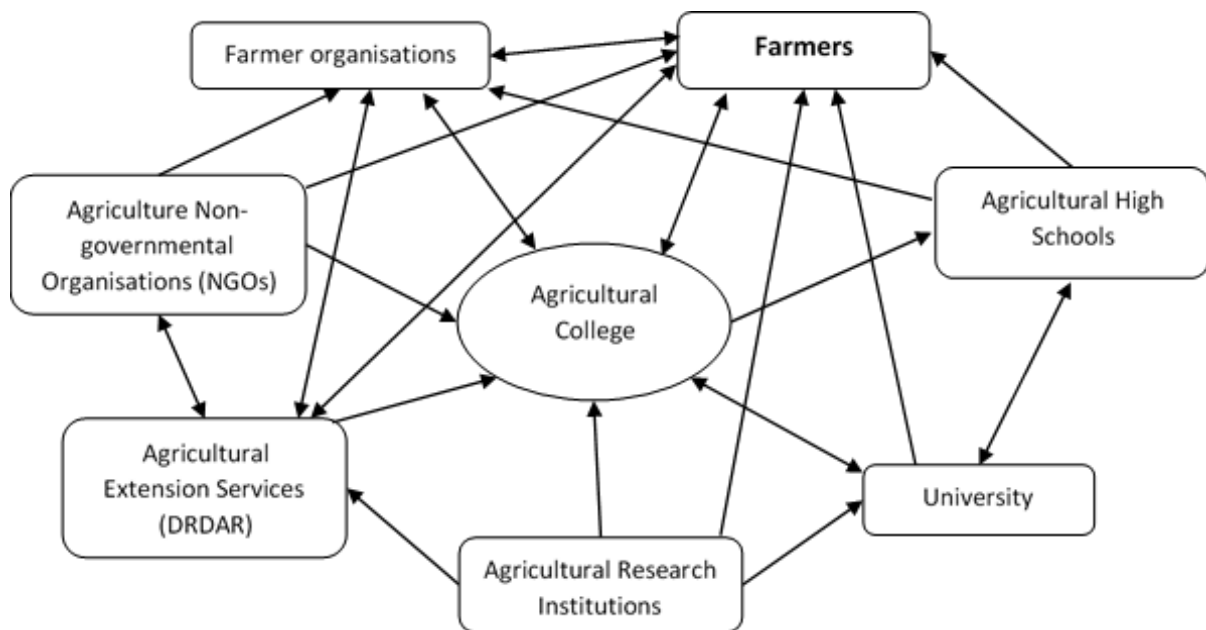 Farmer organisations
Farmers
Agriculture Non-
governmental
Organisations (NGOs)
Agricultural High
Schools
Agricultural
College
Agricultural
Extension Services
(DRDAR)
University
Agricultural Research
Institutions